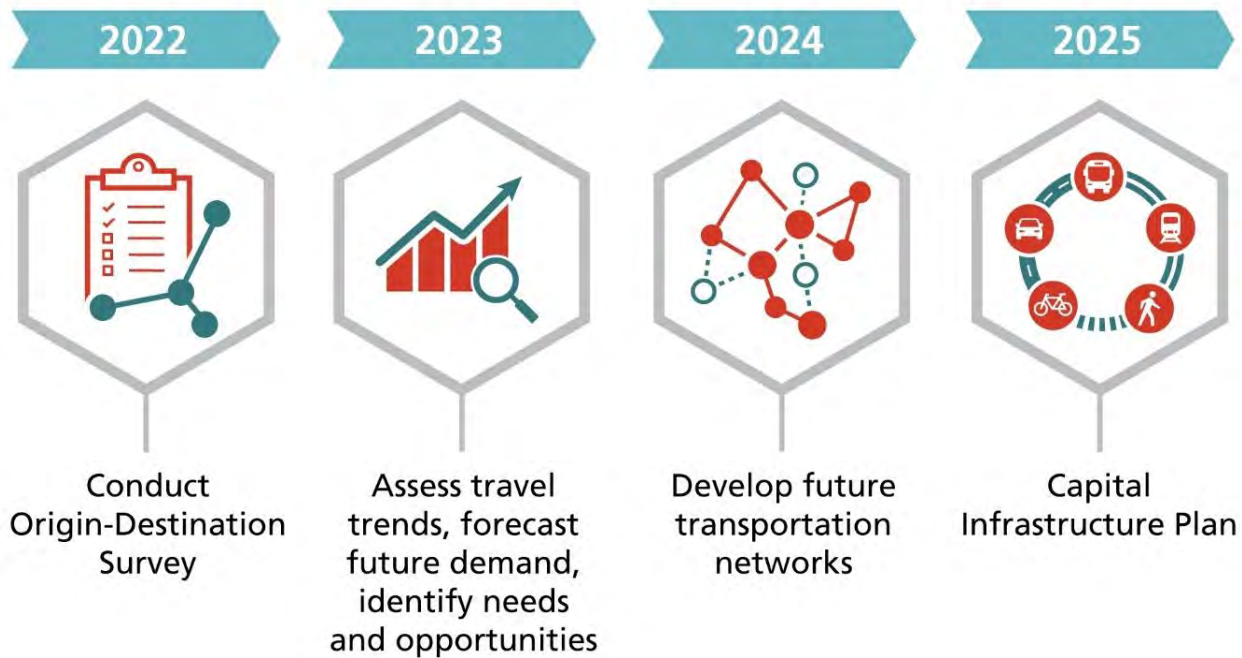 2022
2023
2024
2025
Conduct
Origin-Destination
Survey
Assess travel
trends, forecast
future demand,
identify needs
and opportunities
Develop future
transportation
networks
Capital
Infrastructure Plan